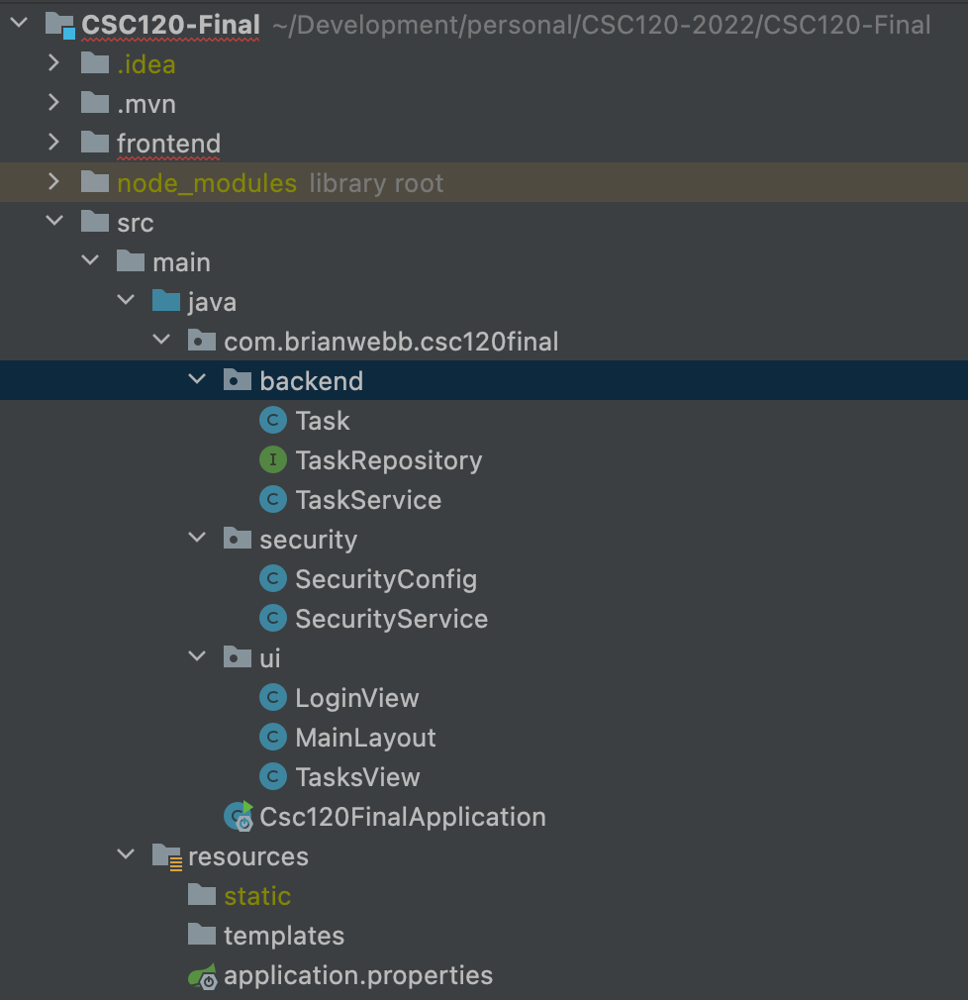 CSC120-Final ~/Development/personal/CSC120-2022/CSC120-Final
.idea
.mvn
frontend
node_modules library root
src
main
java
com.brianwebb.csc120final
backend
C Task
I TaskRepository
C TaskService
security
C SecurityConfig
C SecurityService
ui
C LoginView
C MainLayout
C TasksView
C Csc120FinalApplication
resources
static
templates
application.properties